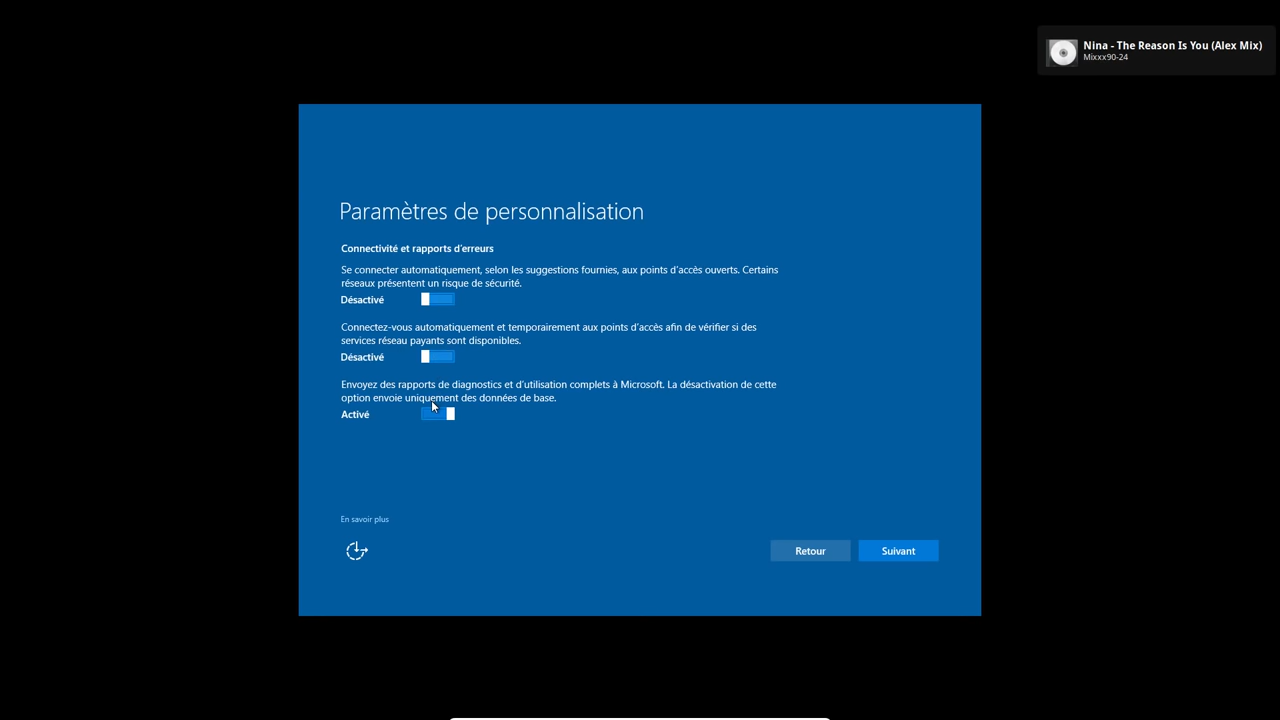 Nina - The Reason Is You (Alex Mix)
Mixxx90-24
Paramètres de personnalisation
Connectivité et rapports d'erreurs
Se connecter automatiquement, selon les suggestions fournies, aux points d'accès ouverts. Certains
réseaux présentent un risque de sécurité.
Désactivé
Connectez-vous automatiquement et temporairement aux points d'accès afin de vérifier si des
services réseau payants sont disponibles.
Désactivé
Envoyez des rapports de diagnostics et d'utilisation complets à Microsoft. La désactivation de cette
option envoie uniquement des données de base.
Activé
En savoir plus
Retour
Suivant